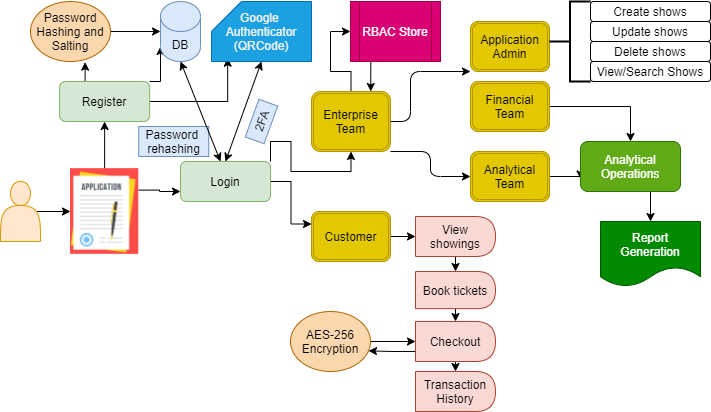 Password
Hashing and
Salting
DB
Google
Authenticator
(QRCode)
RBAC Store
Application
Admin
Create shows
Update shows
Delete shows
View/Search Shows
Register
Enterprise
Team
Financial
Team
2FA
Password
rehashing
Analytical
Operations
Analytical
Team
APPLICATION
Login
Customer
View
showings
Report
Generation
Book tickets
AES-256
Encryption
Checkout
Transaction
History